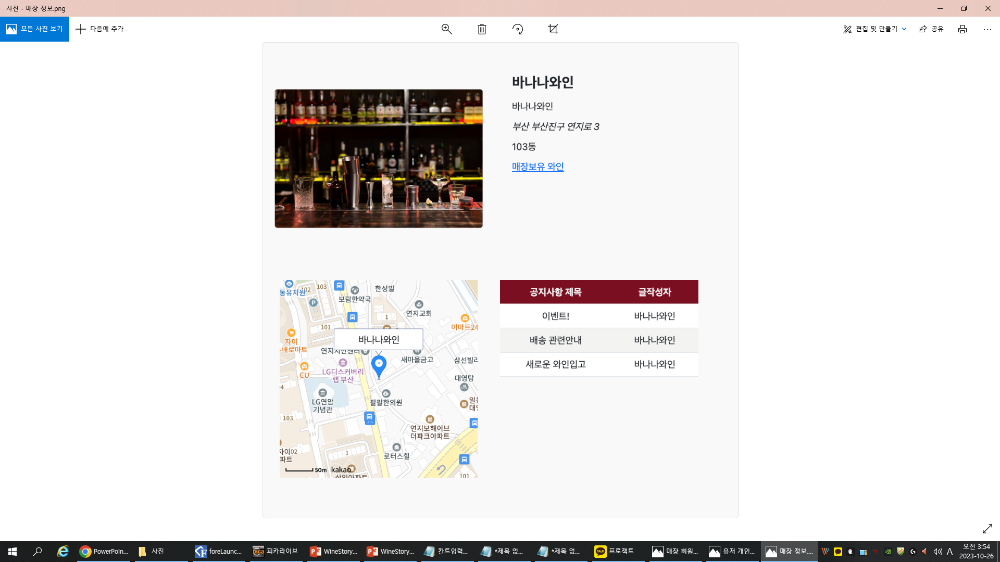 사진 - 매장 정보.png
모든 사진 보기
다음에 추가...
편집 및 만들기
공유
바나나와인
바나나와인
부산 부산진구 연지로 3
103동
매장보유 와인
동유치원
102
103
한성빌
보람한약국
P
연지교회
1
이마트24
101
바나나와인
자이
배로마트
새마을금고
삼선빌라
CU
LG디스커버리
랩 부산
대영탕
LG연암
기념관
팔팔한의원
103
연지보해이브
더파크아파트
자이
파트
1
로터스힐
50m
kakao
삼익아파트
101
공지사항 제목 글작성자
이벤트! 바나나와인
배송 관련안내 바나나와인
새로운 와인입고 바나나와인
PowerPoin...
사진
foreLaunc...
pica
피카라이브
WineStory...
WineStory...
칸트입력...
*제목 없...
*제목 없...
TALK
프로젝트
매장 회원...
유저 개인...
매장 정보....
A
오전 3:54
2023-10-26